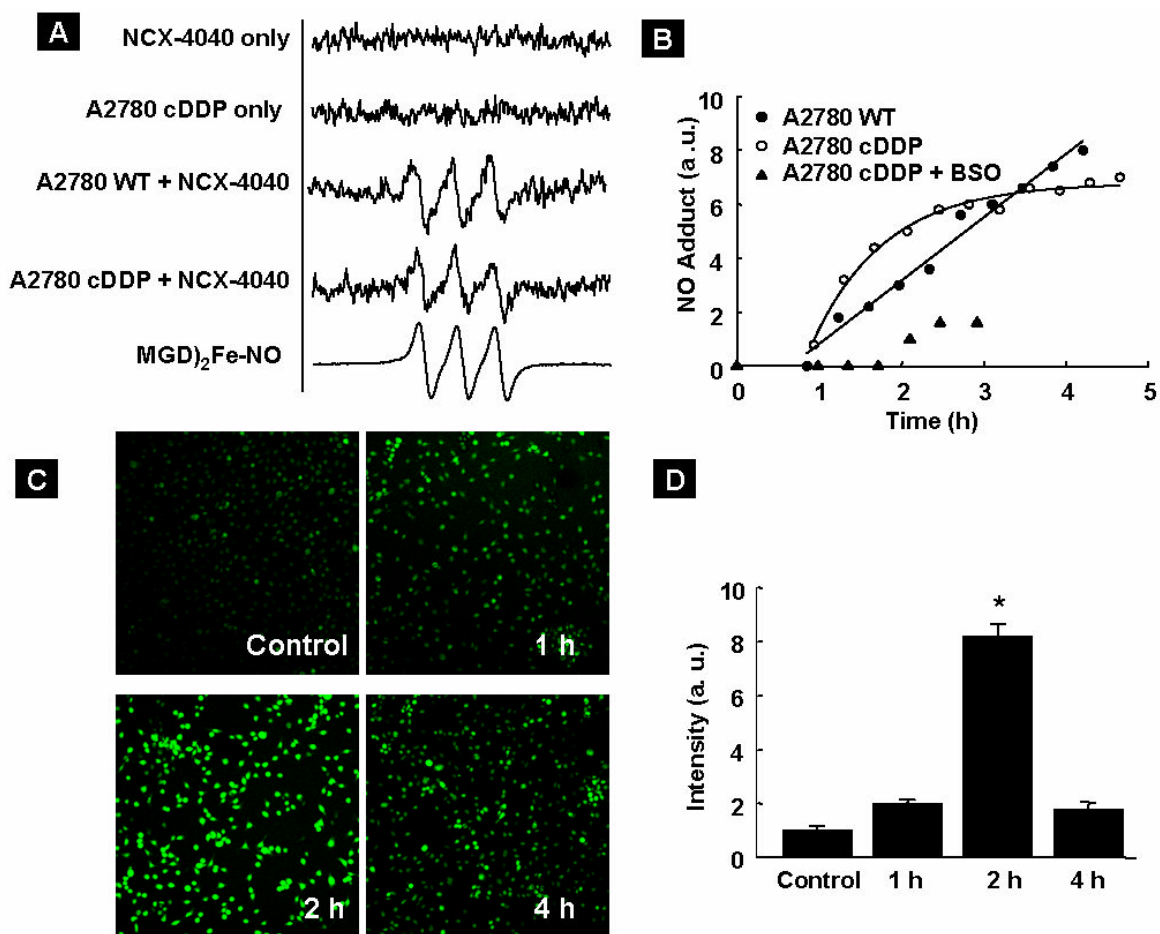 A
NCX-4040 only
A2780 cDDP only
A2780 WT + NCX-4040
A2780 cDDP + NCX-4040
MGD)₂Fe-NO
B
10
8
6
4
2
0
NO Adduct (a .u.)
A2780 WT
A2780 cDDP
A2780 cDDP + BSO
0
1
2
3
4
5
Time (h)
C
Control
1 h
2 h
4 h
D
10
8
6
4
2
0
Intensity (a. u.)
*
Control
1 h
2 h
4 h